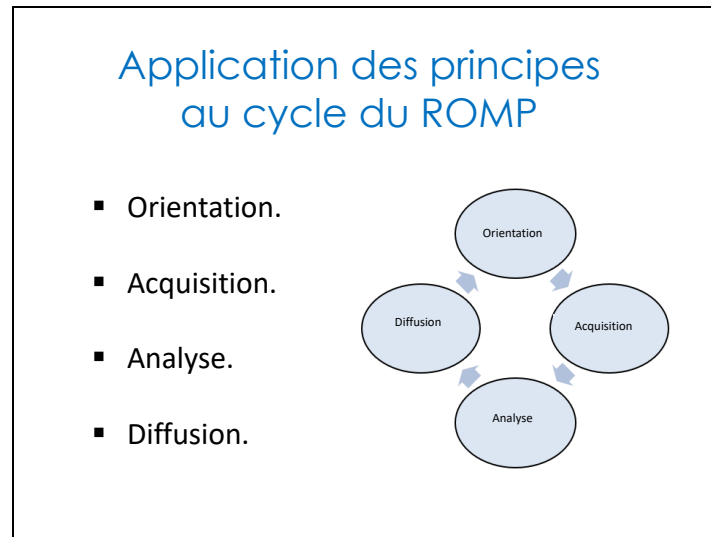 Application des principes
au cycle du ROMP
▪ Orientation.
▪ Acquisition.
▪ Analyse.
▪ Diffusion.
Orientation
Diffusion
Acquisition
Analyse